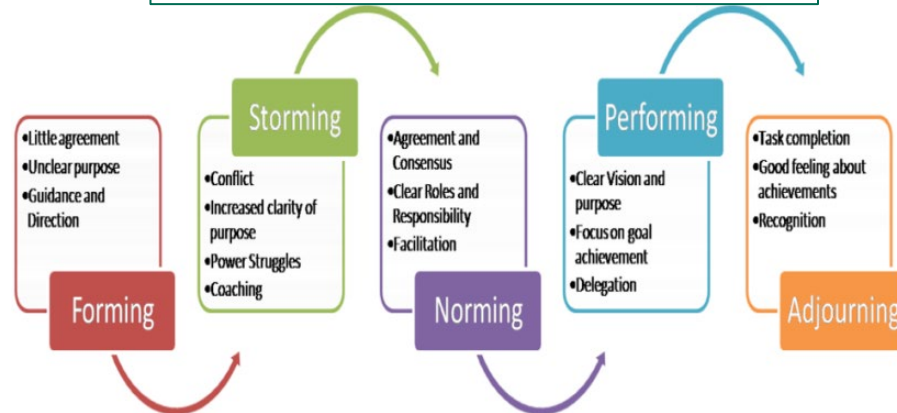 Forming
•Little agreement
•Unclear purpose
•Guidance and
Direction
Storming
•Conflict
•Increased clarity of
purpose
•Power Struggles
•Coaching
Norming
•Agreement and
Consensus
•Clear Roles and
Responsibility
•Facilitation
Performing
•Clear Vision and
purpose
•Focus on goal
achievement
•Delegation
Adjourning
•Task completion
•Good feeling about
achievements
•Recognition